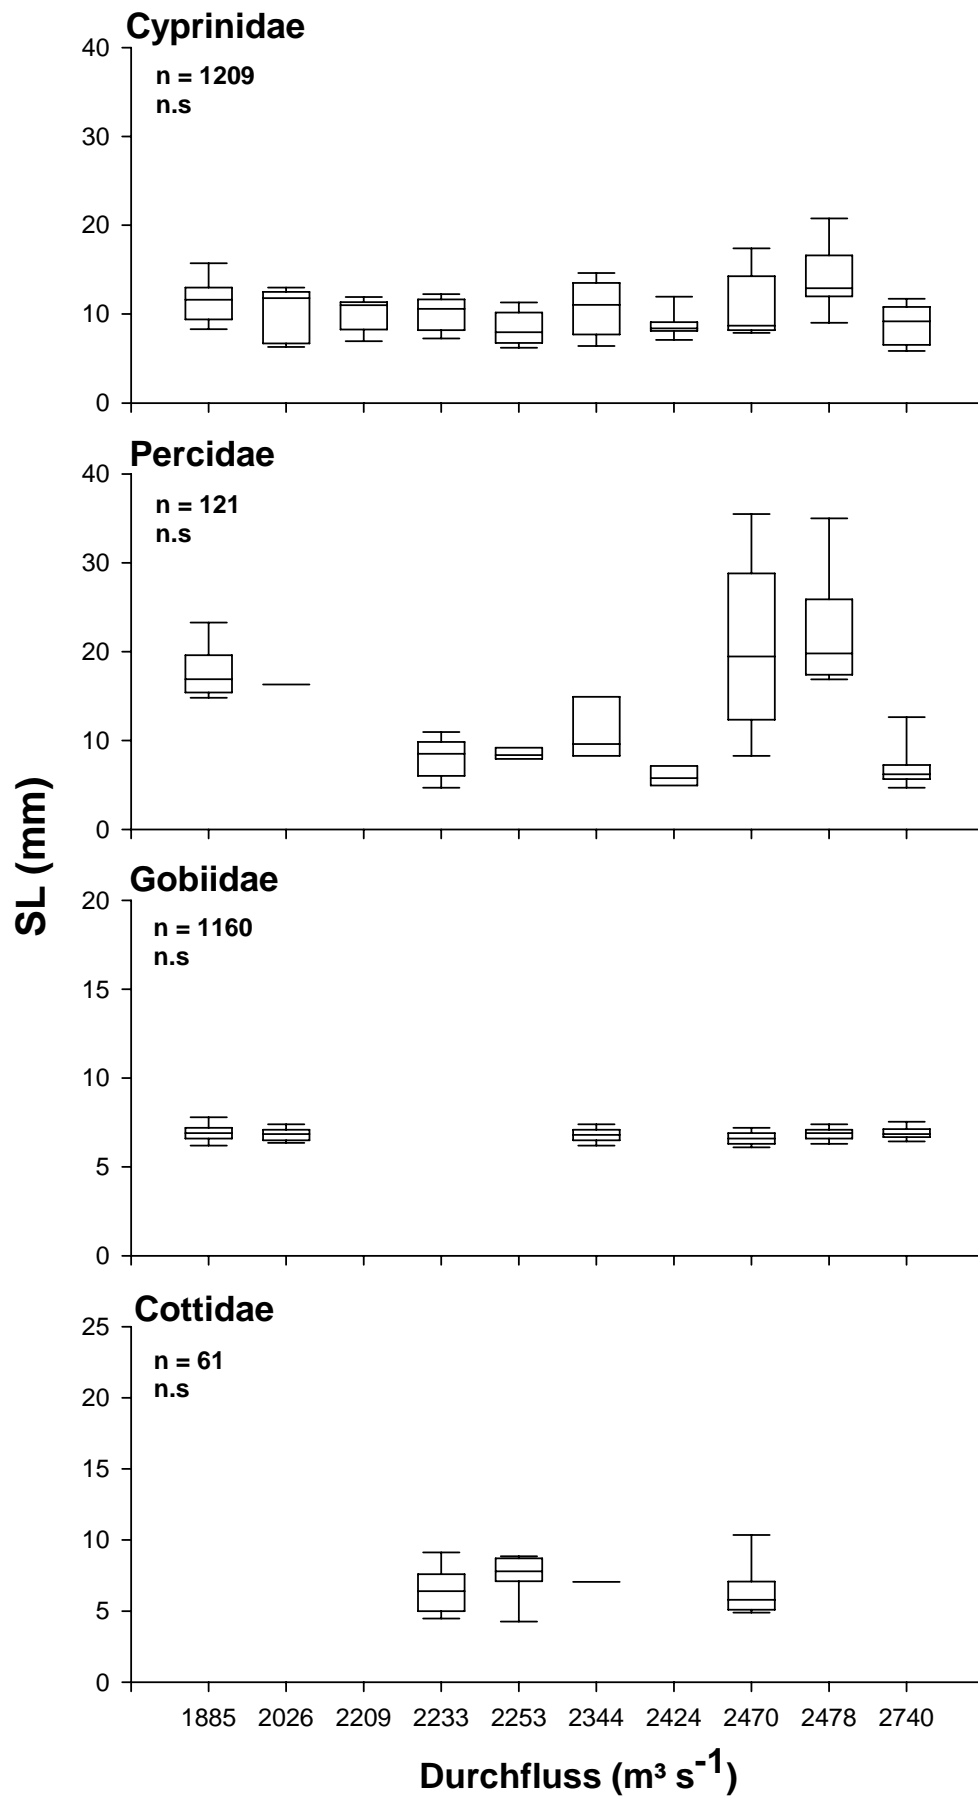 Cyprinidae
40
n = 1209
n.s
30
20
10
0
Percidae
40
n = 121
n.s
30
20
10
0
SL (mm)
Gobiidae
20
n = 1160
n.s
15
10
5
0
Cottidae
25
n = 61
n.s
20
15
10
5
0
1885 2026 2209 2233 2253 2344 2424 2470 2478 2740
Durchfluss (m³ s-1)